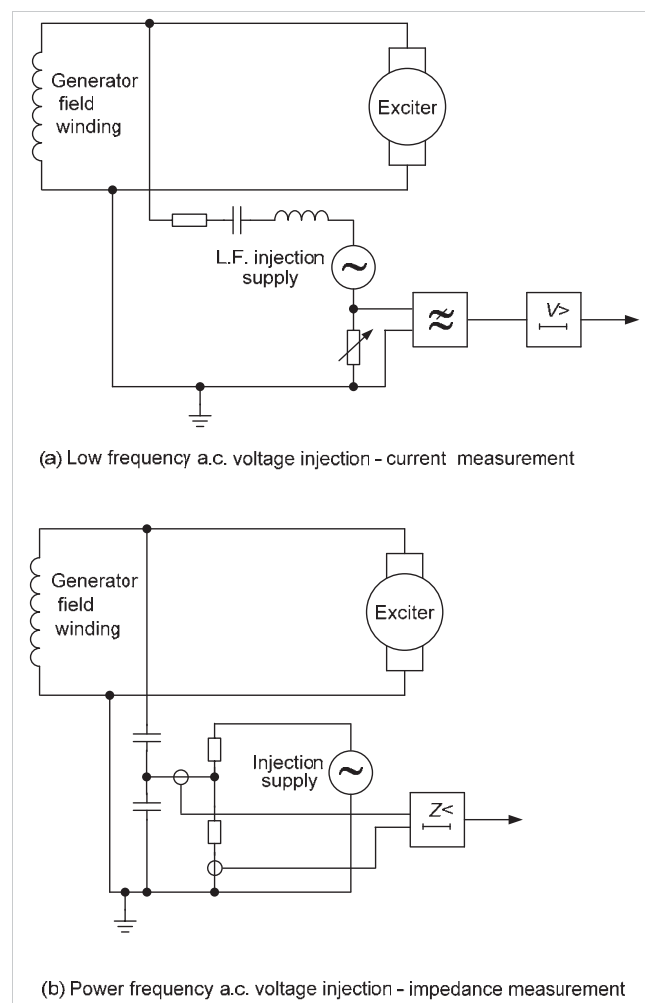 Generator
field
winding
Exciter
L.F. injection
supply
~
V>
(a) Low frequency a.c. voltage injection - current measurement
Generator
field
winding
Exciter
Injection
supply
~
Z<
(b) Power frequency a.c. voltage injection - impedance measurement